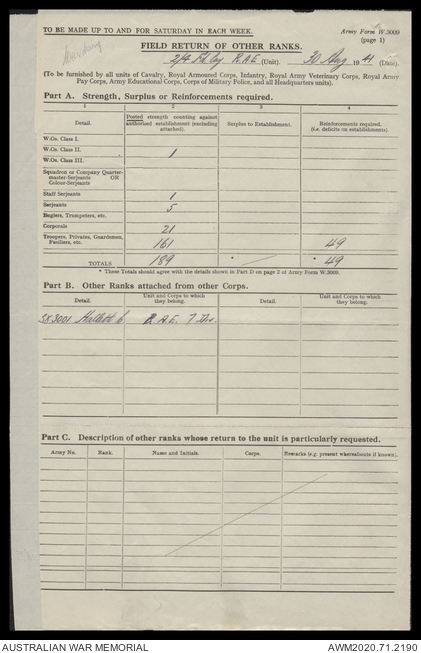 TO BE MADE UP TO AND FOR SATURDAY IN EACH WEEK.
Army Form W.3009
(page 1)
FIELD RETURN OF OTHER RANKS.
2/4 Fd. Coy R.A.E. (Unit). 30 Aug 1941 (Date).
(To be furnished by all units of Cavalry, Royal Armoured Corps, Infantry, Royal Army Veterinary Corps, Royal Army
Pay Corps, Army Educational Corps, Corps of Military Police, and all Headquarters units).
Part A. Strength, Surplus or Reinforcements required.
1 2 3 4
Detail. Posted strength counting against authorized establishment (excluding attached). Surplus to Establishment. Reinforcements required. (i.e. deficits on establishments).
W.Os. Class I.
W.Os. Class II. 1
W.Os. Class III.
Squadron or Company Quarter-
master-Serjeants OR
Colour-Serjeants
Staff Serjeants 1
Serjeants 5
Buglers, Trumpeters, etc.
Corporals 21
Troopers, Privates, Guardsmen,
Fusiliers, etc. 161 49
TOTALS 189 * * 49
* These Totals should agree with the details shown in Part D on page 2 of Army Form W.3009.
Part B. Other Ranks attached from other Corps.
Detail. Unit and Corps to which they belong. Detail. Unit and Corps to which they belong.
SX3001 R.A.E. 7 Div.
Part C. Description of other ranks whose return to the unit is particularly requested.
Army No. Rank. Name and Initials. Corps. Remarks (e.g. present whereabouts if known).
AUSTRALIAN WAR MEMORIAL
AWM2020.71.2190